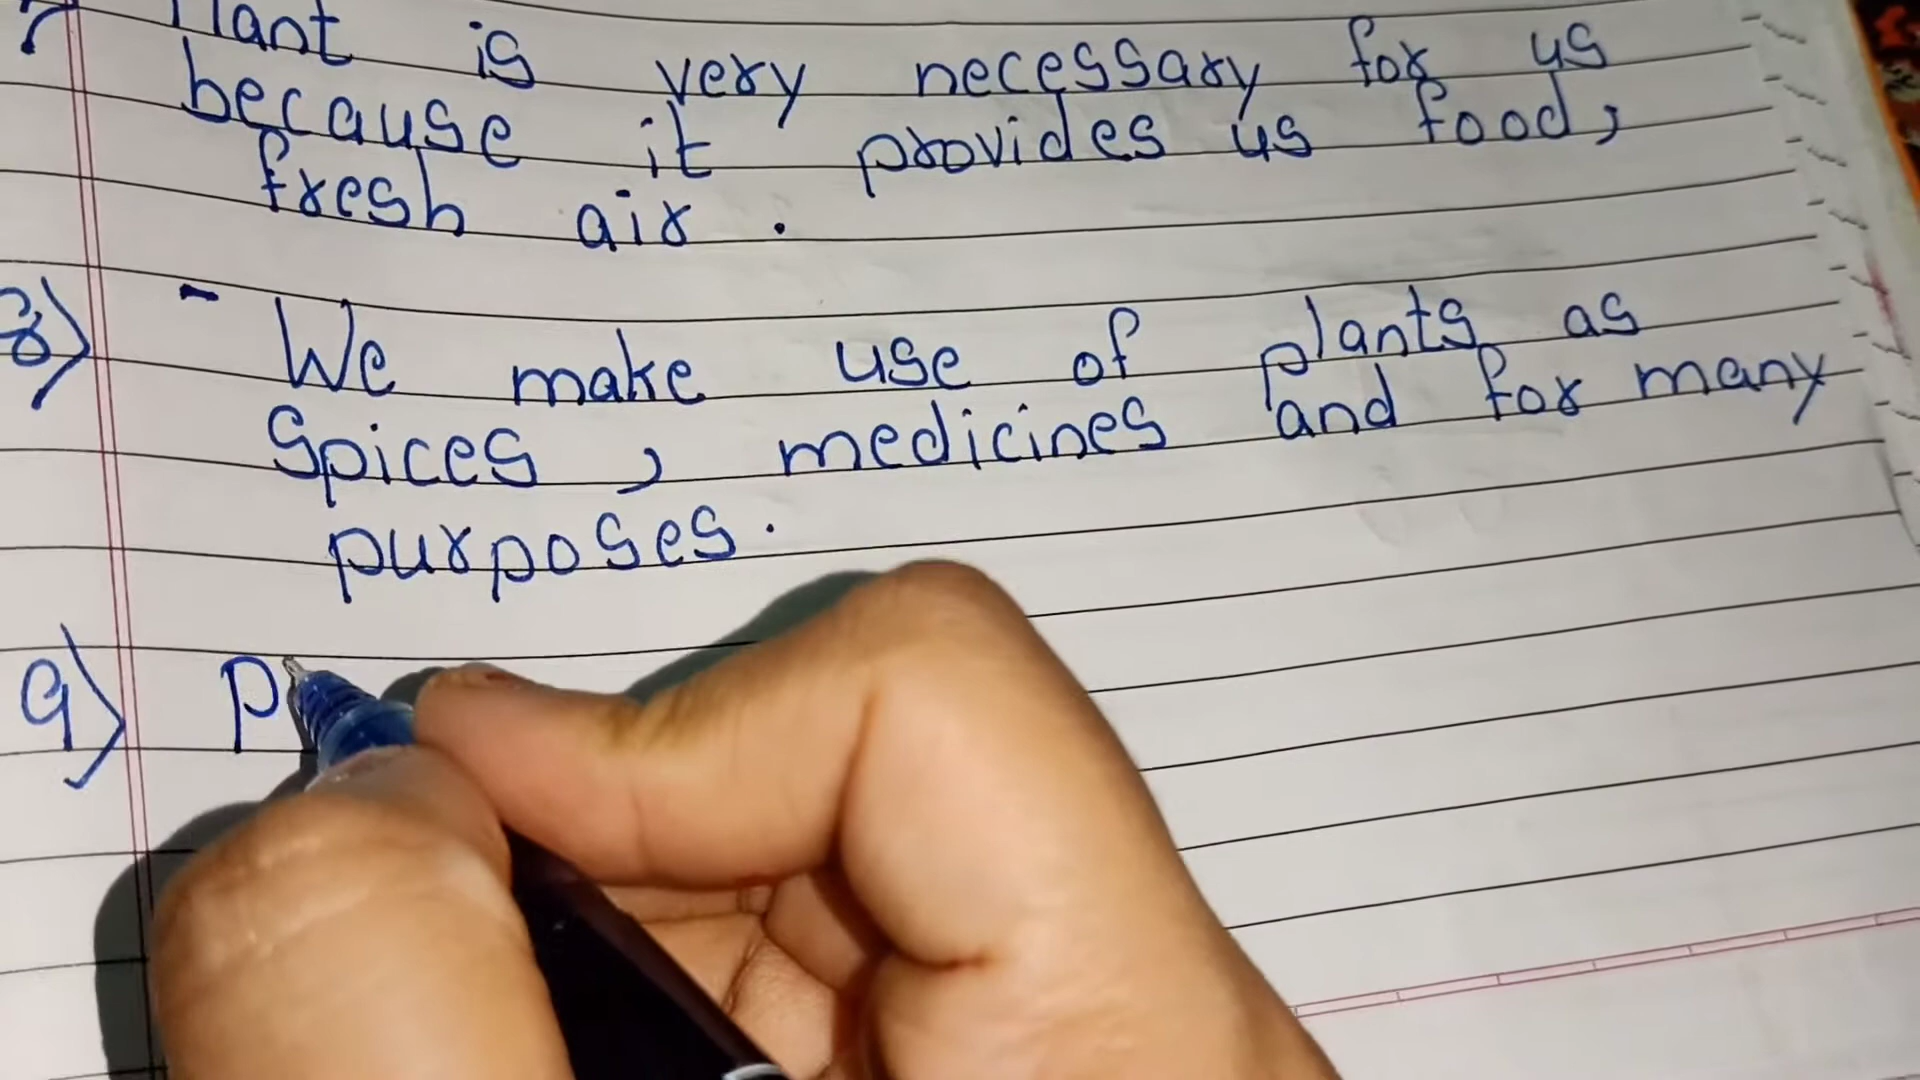 Plant is very necessary for us
because it provides us food,
fresh air.
8) - We make use of plants as
Spices, medicines and for many
purposes.
9) P